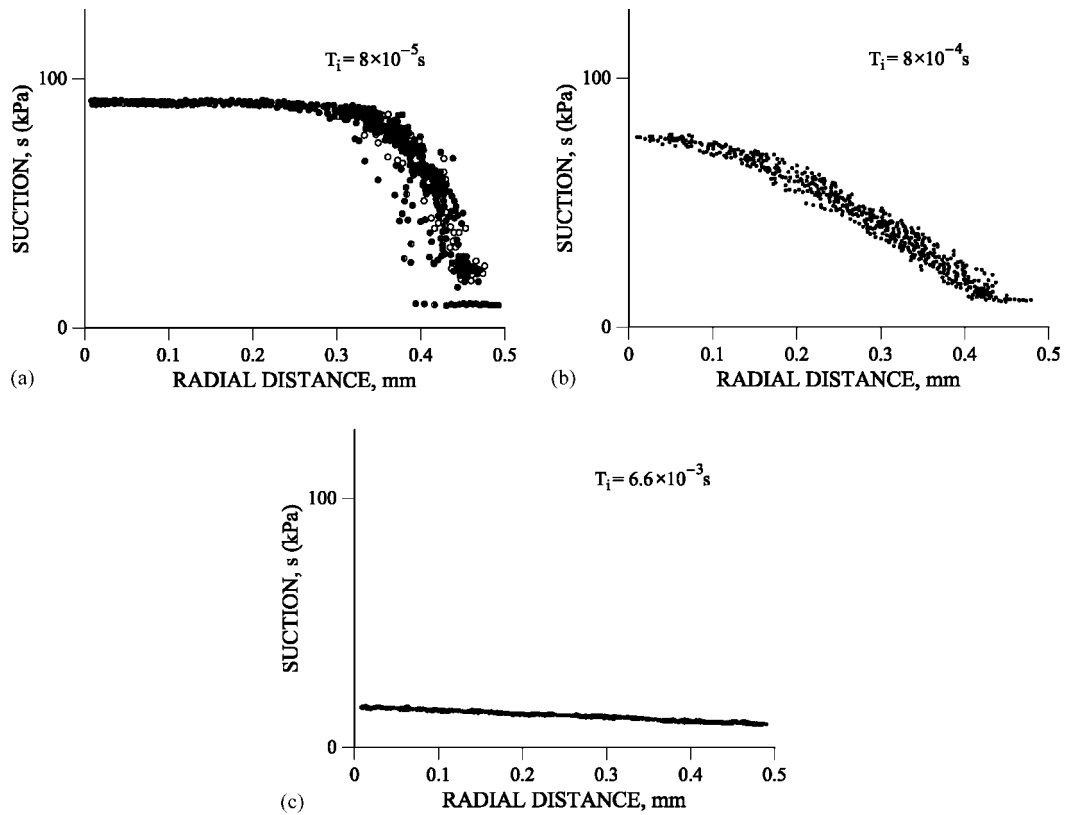 T_i = 8×10^−5 s
SUCTION, s (kPa)
100
0
0 0.1 0.2 0.3 0.4 0.5
(a) RADIAL DISTANCE, mm
T_i = 8×10^−4 s
SUCTION, s (kPa)
100
0
0 0.1 0.2 0.3 0.4 0.5
(b) RADIAL DISTANCE, mm
T_i = 6.6×10^−3 s
SUCTION, s (kPa)
100
0
0 0.1 0.2 0.3 0.4 0.5
(c) RADIAL DISTANCE, mm